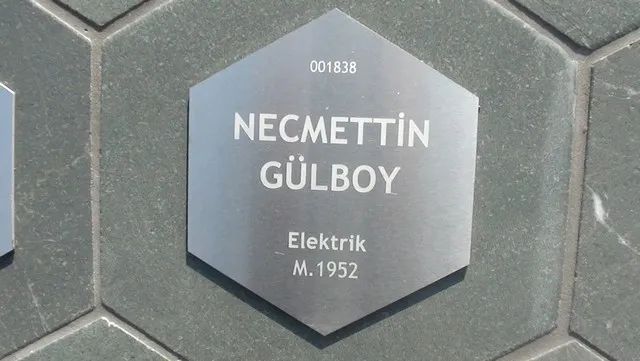 001838
NECMETTİN
GÜLBOY
Elektrik
M.1952